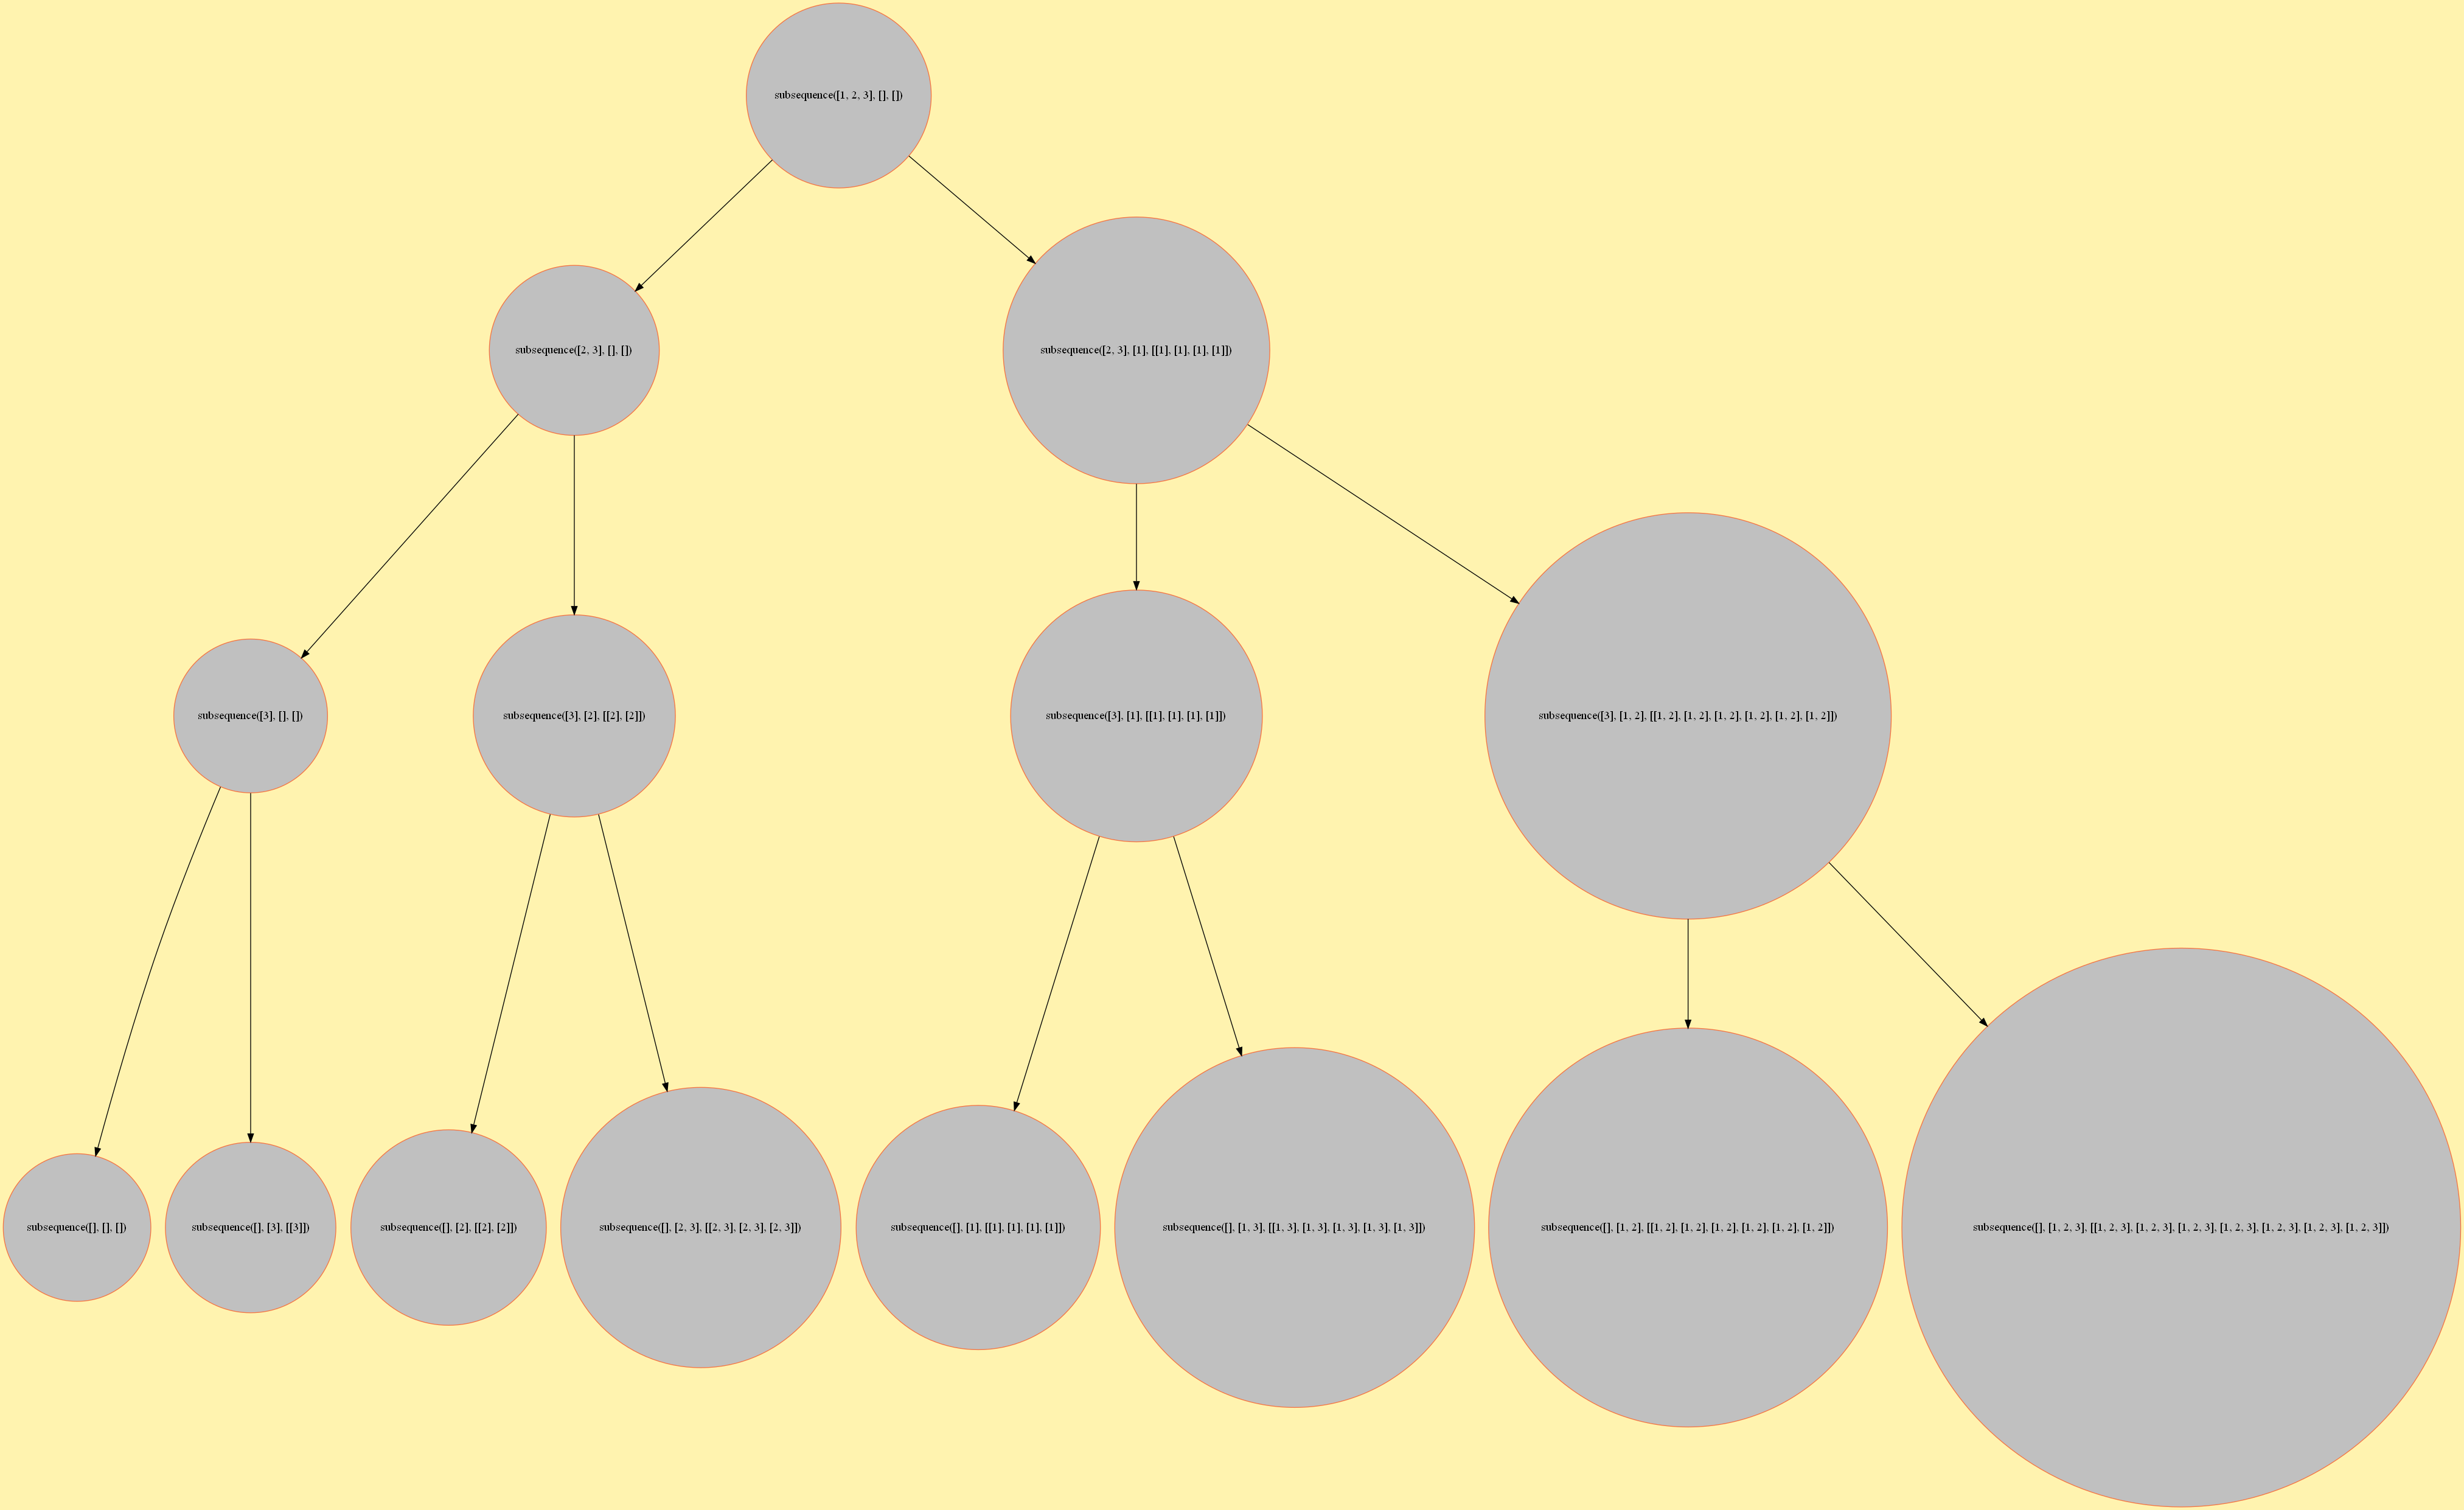 subsequence([1, 2, 3], [], [])
subsequence([2, 3], [], [])
subsequence([2, 3], [1], [[1], [1], [1], [1]])
subsequence([3], [], [])
subsequence([3], [2], [[2], [2]])
subsequence([3], [1], [[1], [1], [1], [1]])
subsequence([3], [1, 2], [[1, 2], [1, 2], [1, 2], [1, 2], [1, 2], [1, 2]])
subsequence([], [], [])
subsequence([], [3], [[3]])
subsequence([], [2], [[2], [2]])
subsequence([], [2, 3], [[2, 3], [2, 3], [2, 3]])
subsequence([], [1], [[1], [1], [1], [1]])
subsequence([], [1, 3], [[1, 3], [1, 3], [1, 3], [1, 3], [1, 3]])
subsequence([], [1, 2], [[1, 2], [1, 2], [1, 2], [1, 2], [1, 2], [1, 2]])
subsequence([], [1, 2, 3], [[1, 2, 3], [1, 2, 3], [1, 2, 3], [1, 2, 3], [1, 2, 3], [1, 2, 3], [1, 2, 3]])